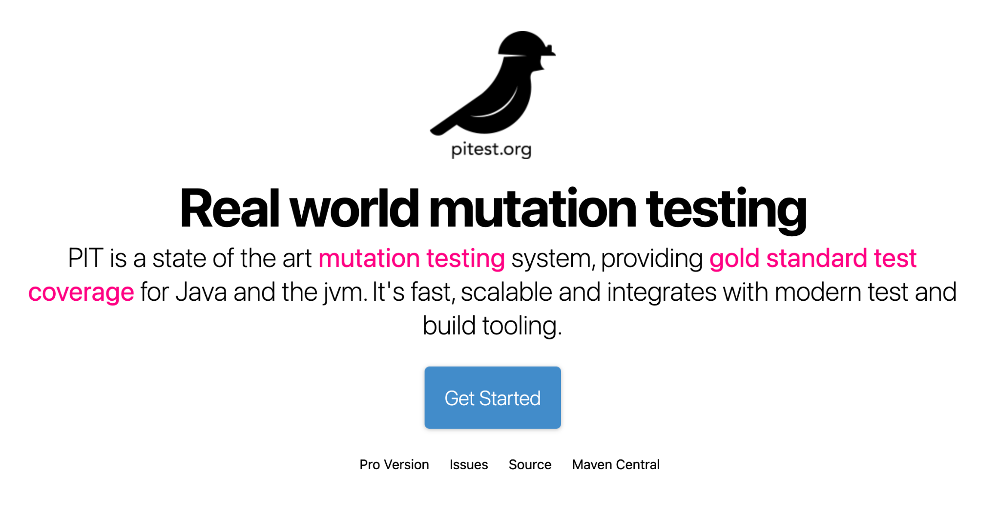 pitest.org
Real world mutation testing
PIT is a state of the art mutation testing system, providing gold standard test
coverage for Java and the jvm. It's fast, scalable and integrates with modern test and
build tooling.
Get Started
Pro Version Issues Source Maven Central